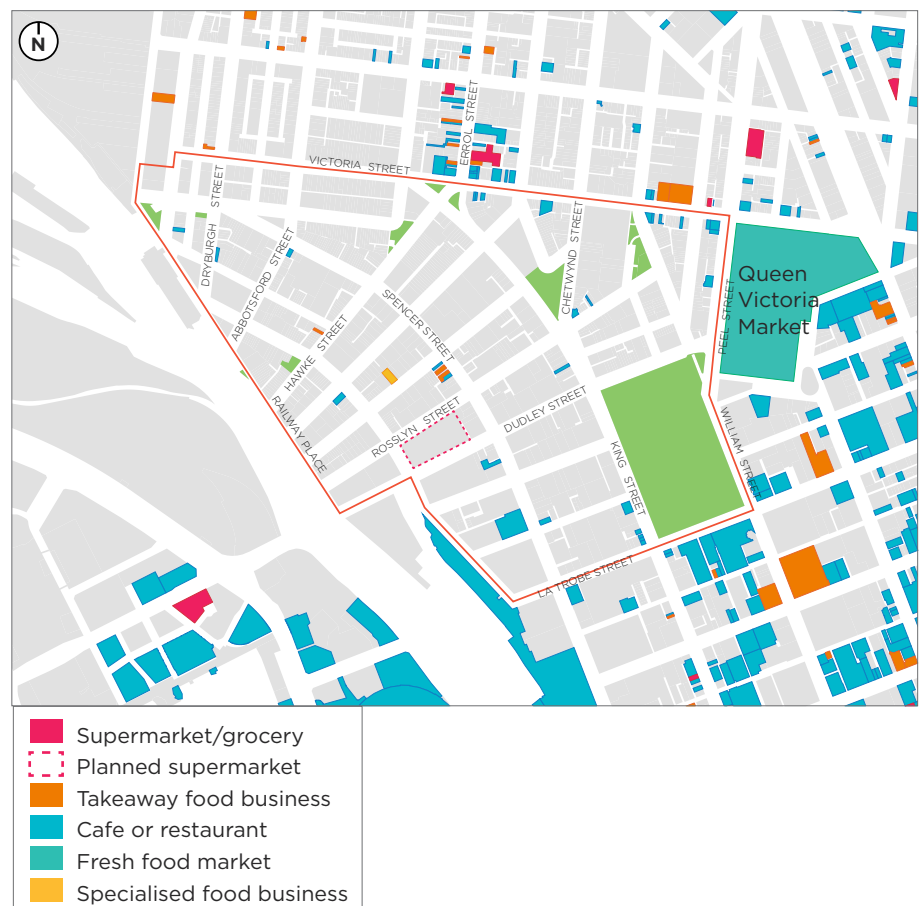 N
VICTORIA STREET
ERROL STREET
DRYBURGH STREET
ABBOTSFORD STREET
CHETWYND STREET
HAWKE STREET
SPENCER STREET
PEEL STREET
Queen
Victoria
Market
RAILWAY PLACE
ROSSLYN STREET
DUDLEY STREET
KING STREET
WILLIAM STREET
LA TROBE STREET
Supermarket/grocery
Planned supermarket
Takeaway food business
Cafe or restaurant
Fresh food market
Specialised food business